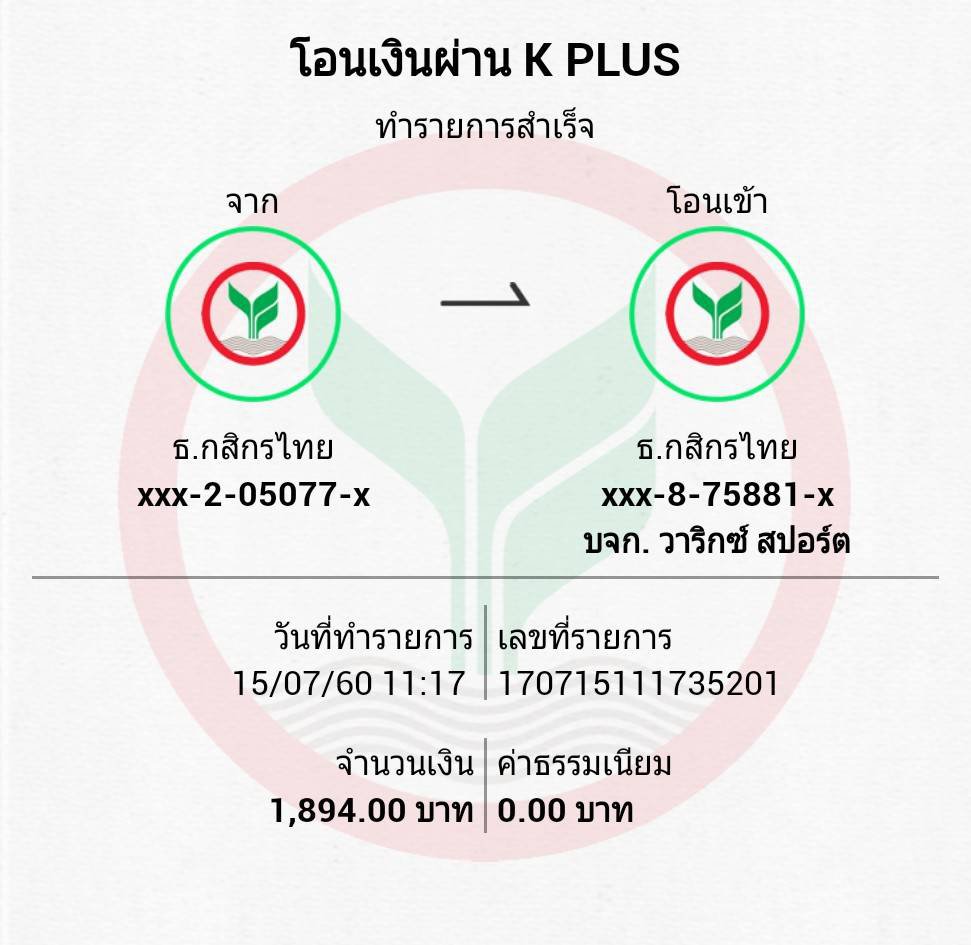 โอนเงินผ่าน K PLUS
ทำรายการสำเร็จ
จาก
โอนเข้า
ธ.กสิกรไทย
xxx-2-05077-x
ธ.กสิกรไทย
xxx-8-75881-x
บจก. วาริกซ์ สปอร์ต
วันที่ทำรายการ
15/07/60 11:17
เลขที่รายการ
170715111735201
จำนวนเงิน
1,894.00 บาท
ค่าธรรมเนียม
0.00 บาท